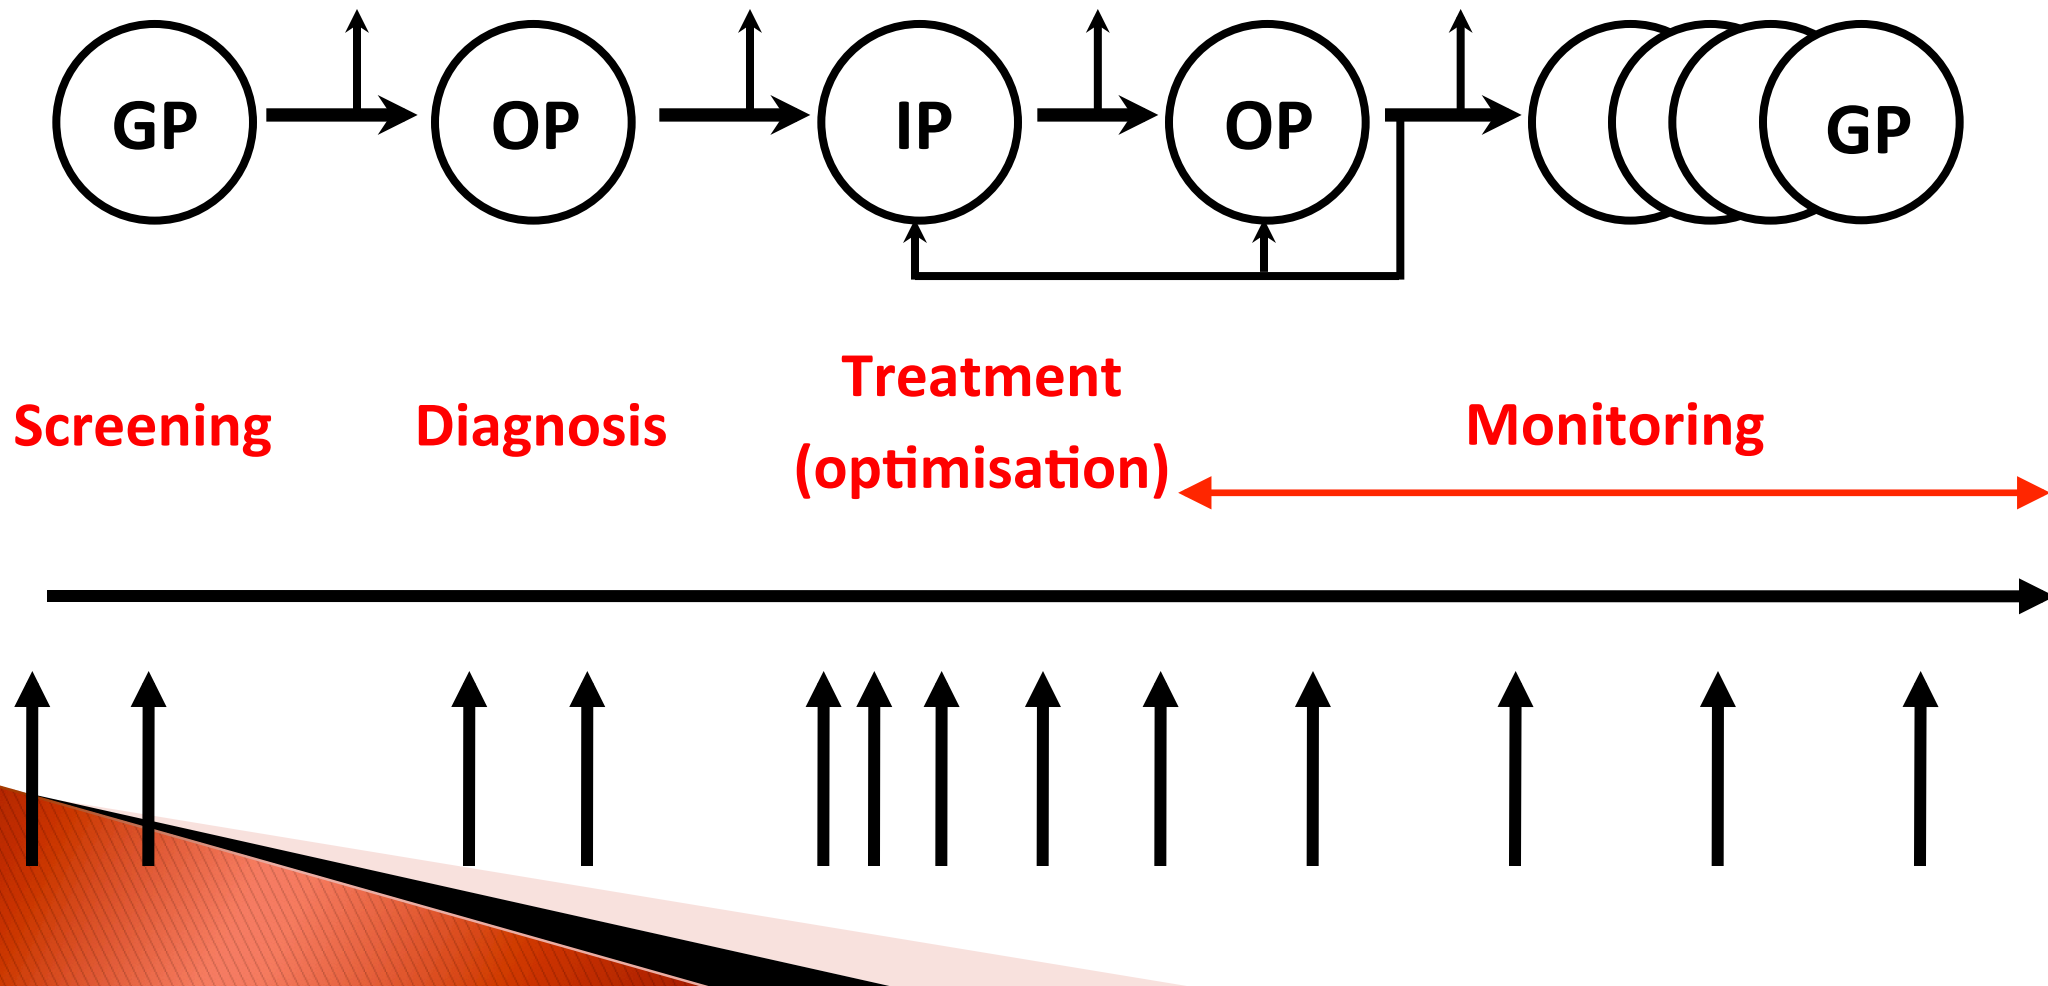 GP OP IP OP GP
Treatment
Screening Diagnosis Monitoring
(optimisation)